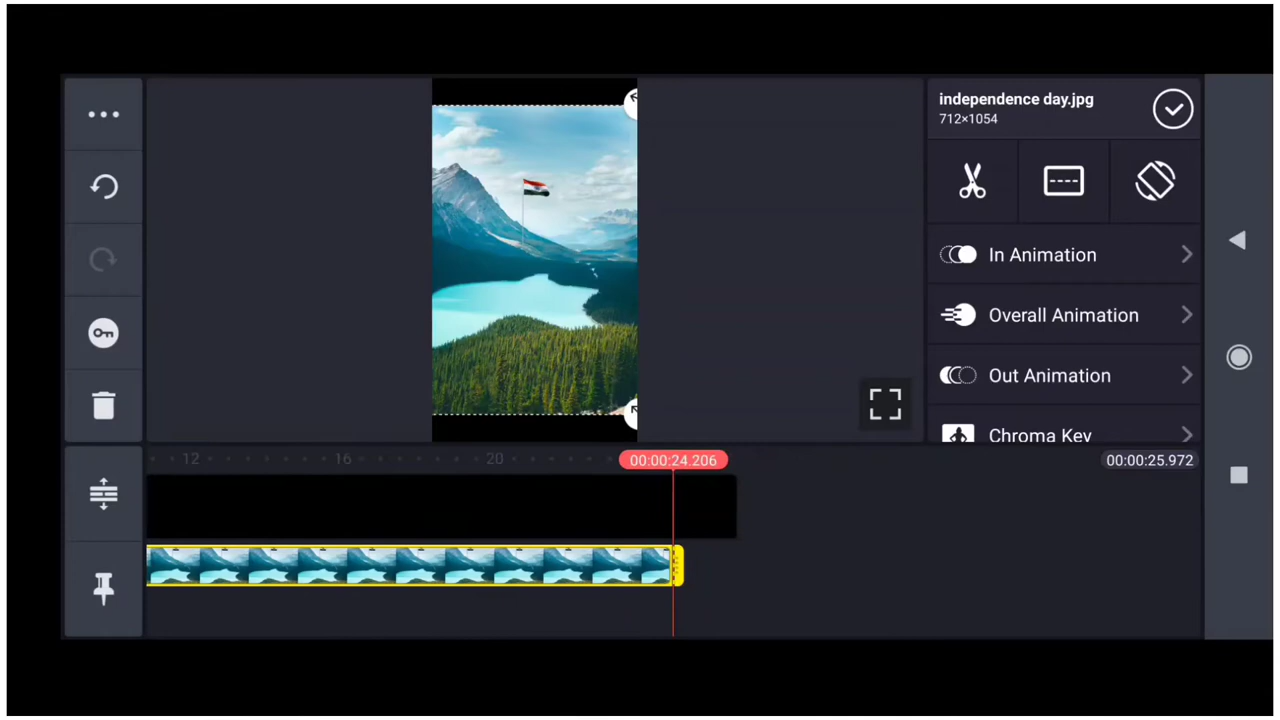 independence day.jpg
712×1054
In Animation
Overall Animation
Out Animation
Chroma Key
12 16 20 00:00:24.206 00:00:25.972